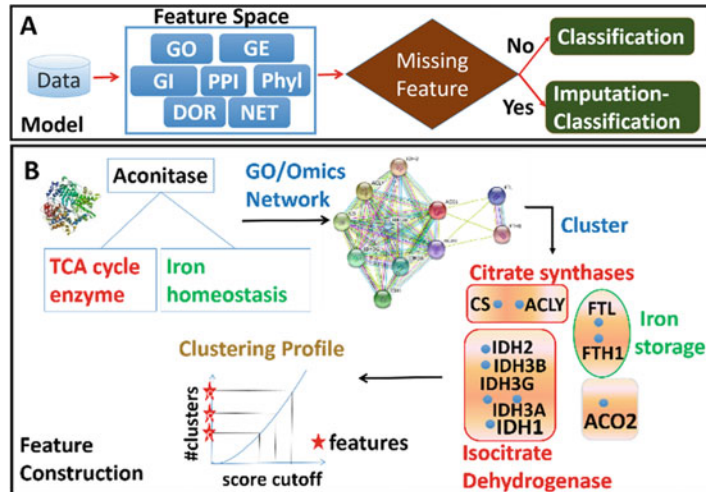 A
Feature Space
GO
GE
GI
PPI
Phyl
DOR
NET
Data
Model
Missing
Feature
No
Yes
Classification
Imputation-
Classification
B
Aconitase
TCA cycle
enzyme
Iron
homeostasis
GO/Omics
Network
FTL
Cluster
Citrate synthases
CS
ACLY
FTL
FTH1
Iron
storage
IDH2
IDH3B
IDH3G
IDH3A
IDH1
ACO2
Isocitrate
Dehydrogenase
Clustering Profile
#clusters
features
score cutoff
Feature
Construction